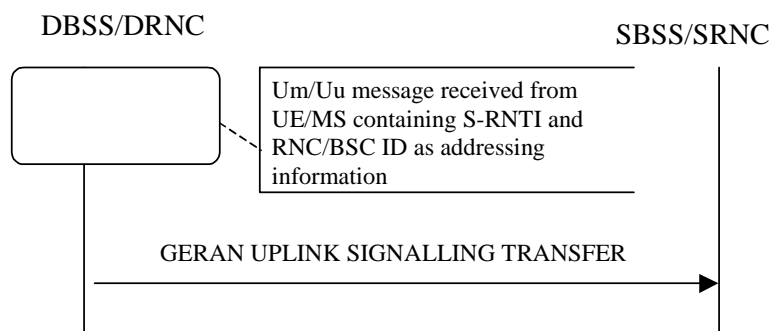 DBSS/DRNC
SBSS/SRNC
Um/Uu message received from
UE/MS containing S-RNTI and
RNC/BSC ID as addressing
information
GERAN UPLINK SIGNALLING TRANSFER